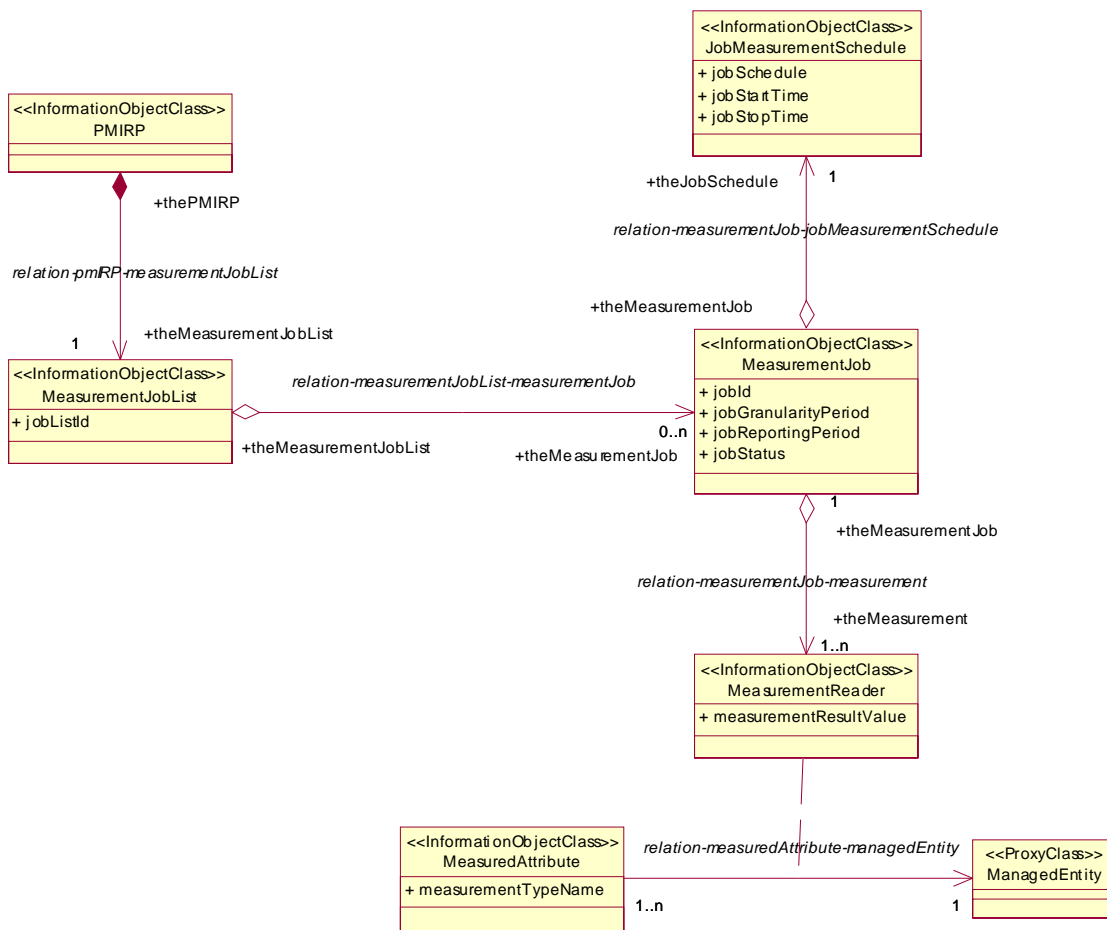 <<InformationObjectClass>>
JobMeasurementSchedule
+ jobSchedule
+ jobStartTime
+ jobStopTime
<<InformationObjectClass>>
PMIRP
+thePMIRP
+theJobSchedule
1
relation-measurementJob-jobMeasurementSchedule
relation-pmIRP-measurementJobList
+theMeasurementJob
+theMeasurementJobList
1
<<InformationObjectClass>>
MeasurementJobList
+ jobListId
relation-measurementJobList-measurementJob
+theMeasurementJobList
0..n
+theMeasurementJob
<<InformationObjectClass>>
MeasurementJob
+ jobId
+ jobGranularityPeriod
+ jobReportingPeriod
+ jobStatus
1
+theMeasurementJob
relation-measurementJob-measurement
+theMeasurement
1..n
<<InformationObjectClass>>
MeasurementReader
+ measurementResultValue
<<InformationObjectClass>>
MeasuredAttribute
+ measurementTypeName
relation-measuredAttribute-managedEntity
1..n
1
<<ProxyClass>>
ManagedEntity